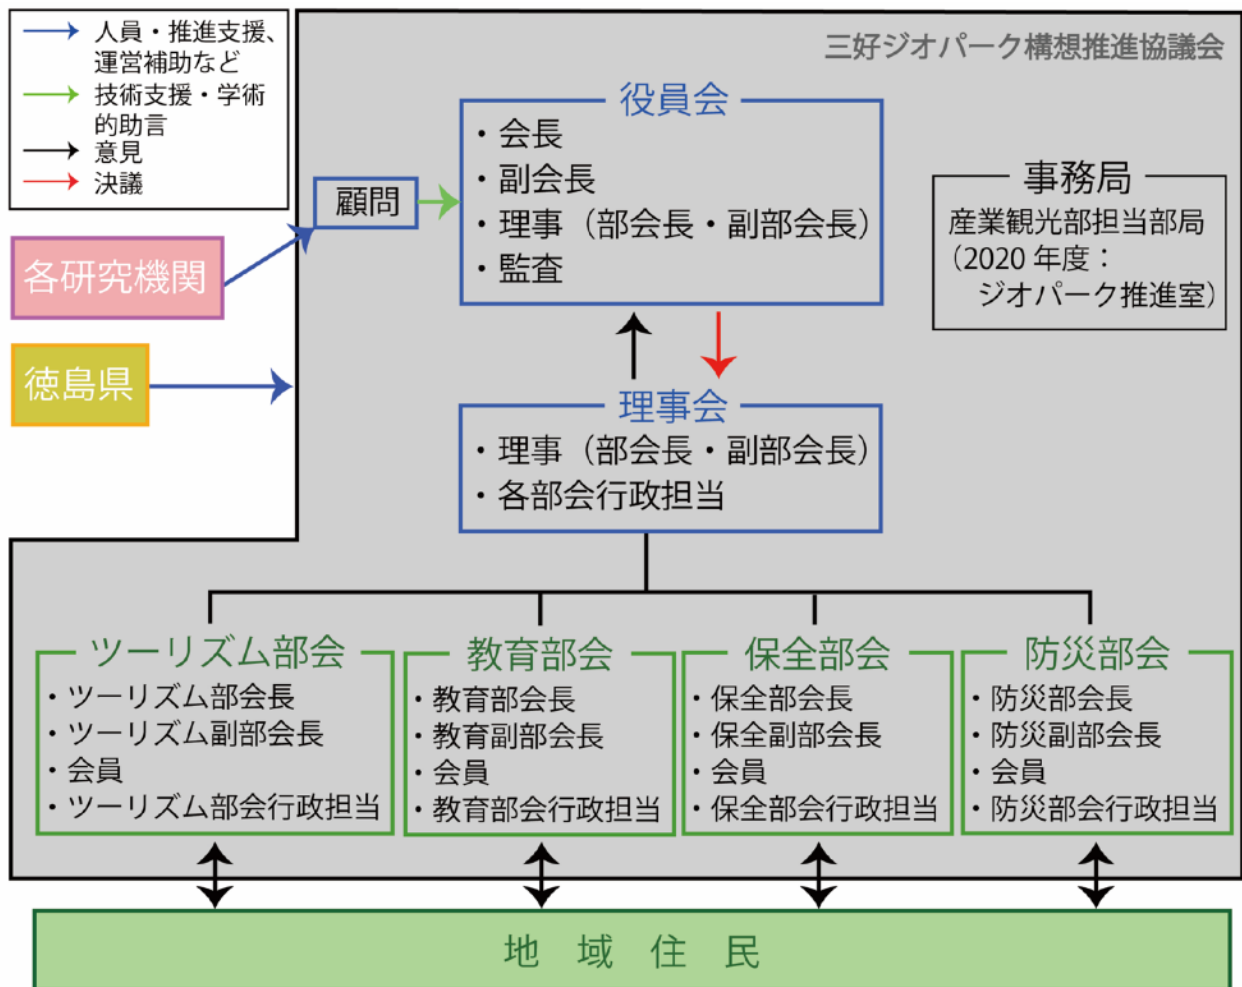 人員・推進支援、
運営補助など
技術支援・学術
的助言
意見
決議
三好ジオパーク構想推進協議会
役員会
・会長
・副会長
・理事（部会長・副部会長）
・監査
顧問
事務局
産業観光部担当部局
（2020 年度：
ジオパーク推進室）
各研究機関
徳島県
理事会
・理事（部会長・副部会長）
・各部会行政担当
ツーリズム部会
・ツーリズム部会長
・ツーリズム副部会長
・会員
・ツーリズム部会行政担当
教育部会
・教育部会長
・教育副部会長
・会員
・教育部会行政担当
保全部会
・保全部会長
・保全副部会長
・会員
・保全部会行政担当
防災部会
・防災部会長
・防災副部会長
・会員
・防災部会行政担当
地 域 住 民